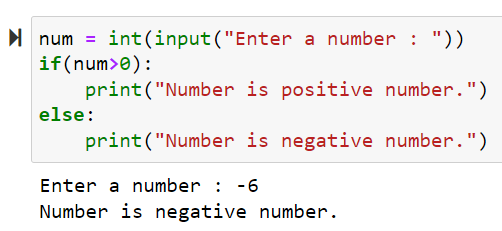 num = int(input("Enter a number : "))
if(num>0):
    print("Number is positive number.")
else:
    print("Number is negative number.")
Enter a number : -6
Number is negative number.